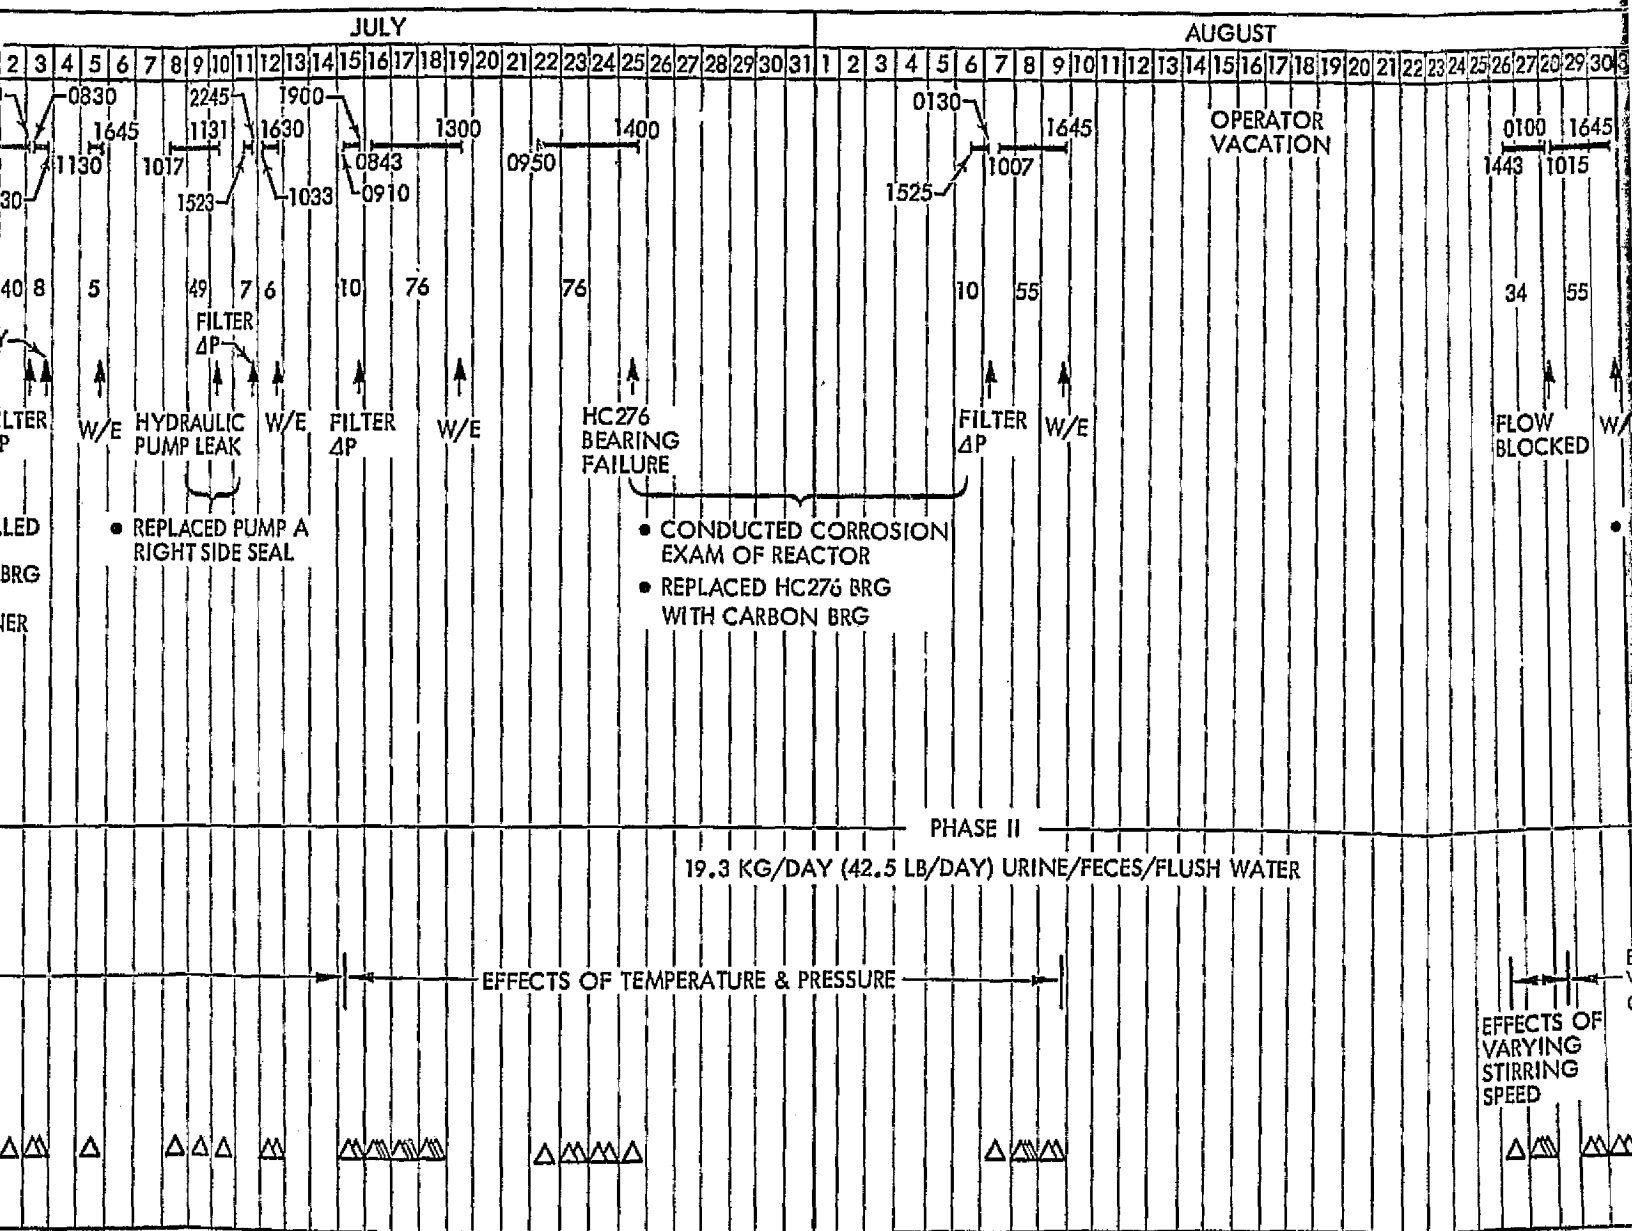 JULY
AUGUST
2 3 4 5 6 7 8 9 10 11 12 13 14 15 16 17 18 19 20 21 22 23 24 25 26 27 28 29 30 31 1 2 3 4 5 6 7 8 9 10 11 12 13 14 15 16 17 18 19 20 21 22 23 24 25 26 27 28 29 30
0830 2245 1900 0130
OPERATOR
VACATION
1645 1131 1630 1300 1400 1645 0100 1645
1130 1017 0843 0950 1007 1443 1015
30 1523 1033 0910 1525
40 8 5 49 7 6 10 76 76 10 55 34 55
FILTER
ΔP
Y
LTER
P
W/E
HYDRAULIC
PUMP LEAK
W/E
FILTER
ΔP
W/E
HC276
BEARING
FAILURE
FILTER
ΔP
W/E
FLOW
BLOCKED
W/
LLED
BRG
NER
• REPLACED PUMP A
RIGHT SIDE SEAL
• CONDUCTED CORROSION
EXAM OF REACTOR
• REPLACED HC276 BRG
WITH CARBON BRG
•
PHASE II
19.3 KG/DAY (42.5 LB/DAY) URINE/FECES/FLUSH WATER
EFFECTS OF TEMPERATURE & PRESSURE
EFFECTS OF
VARYING
STIRRING
SPEED